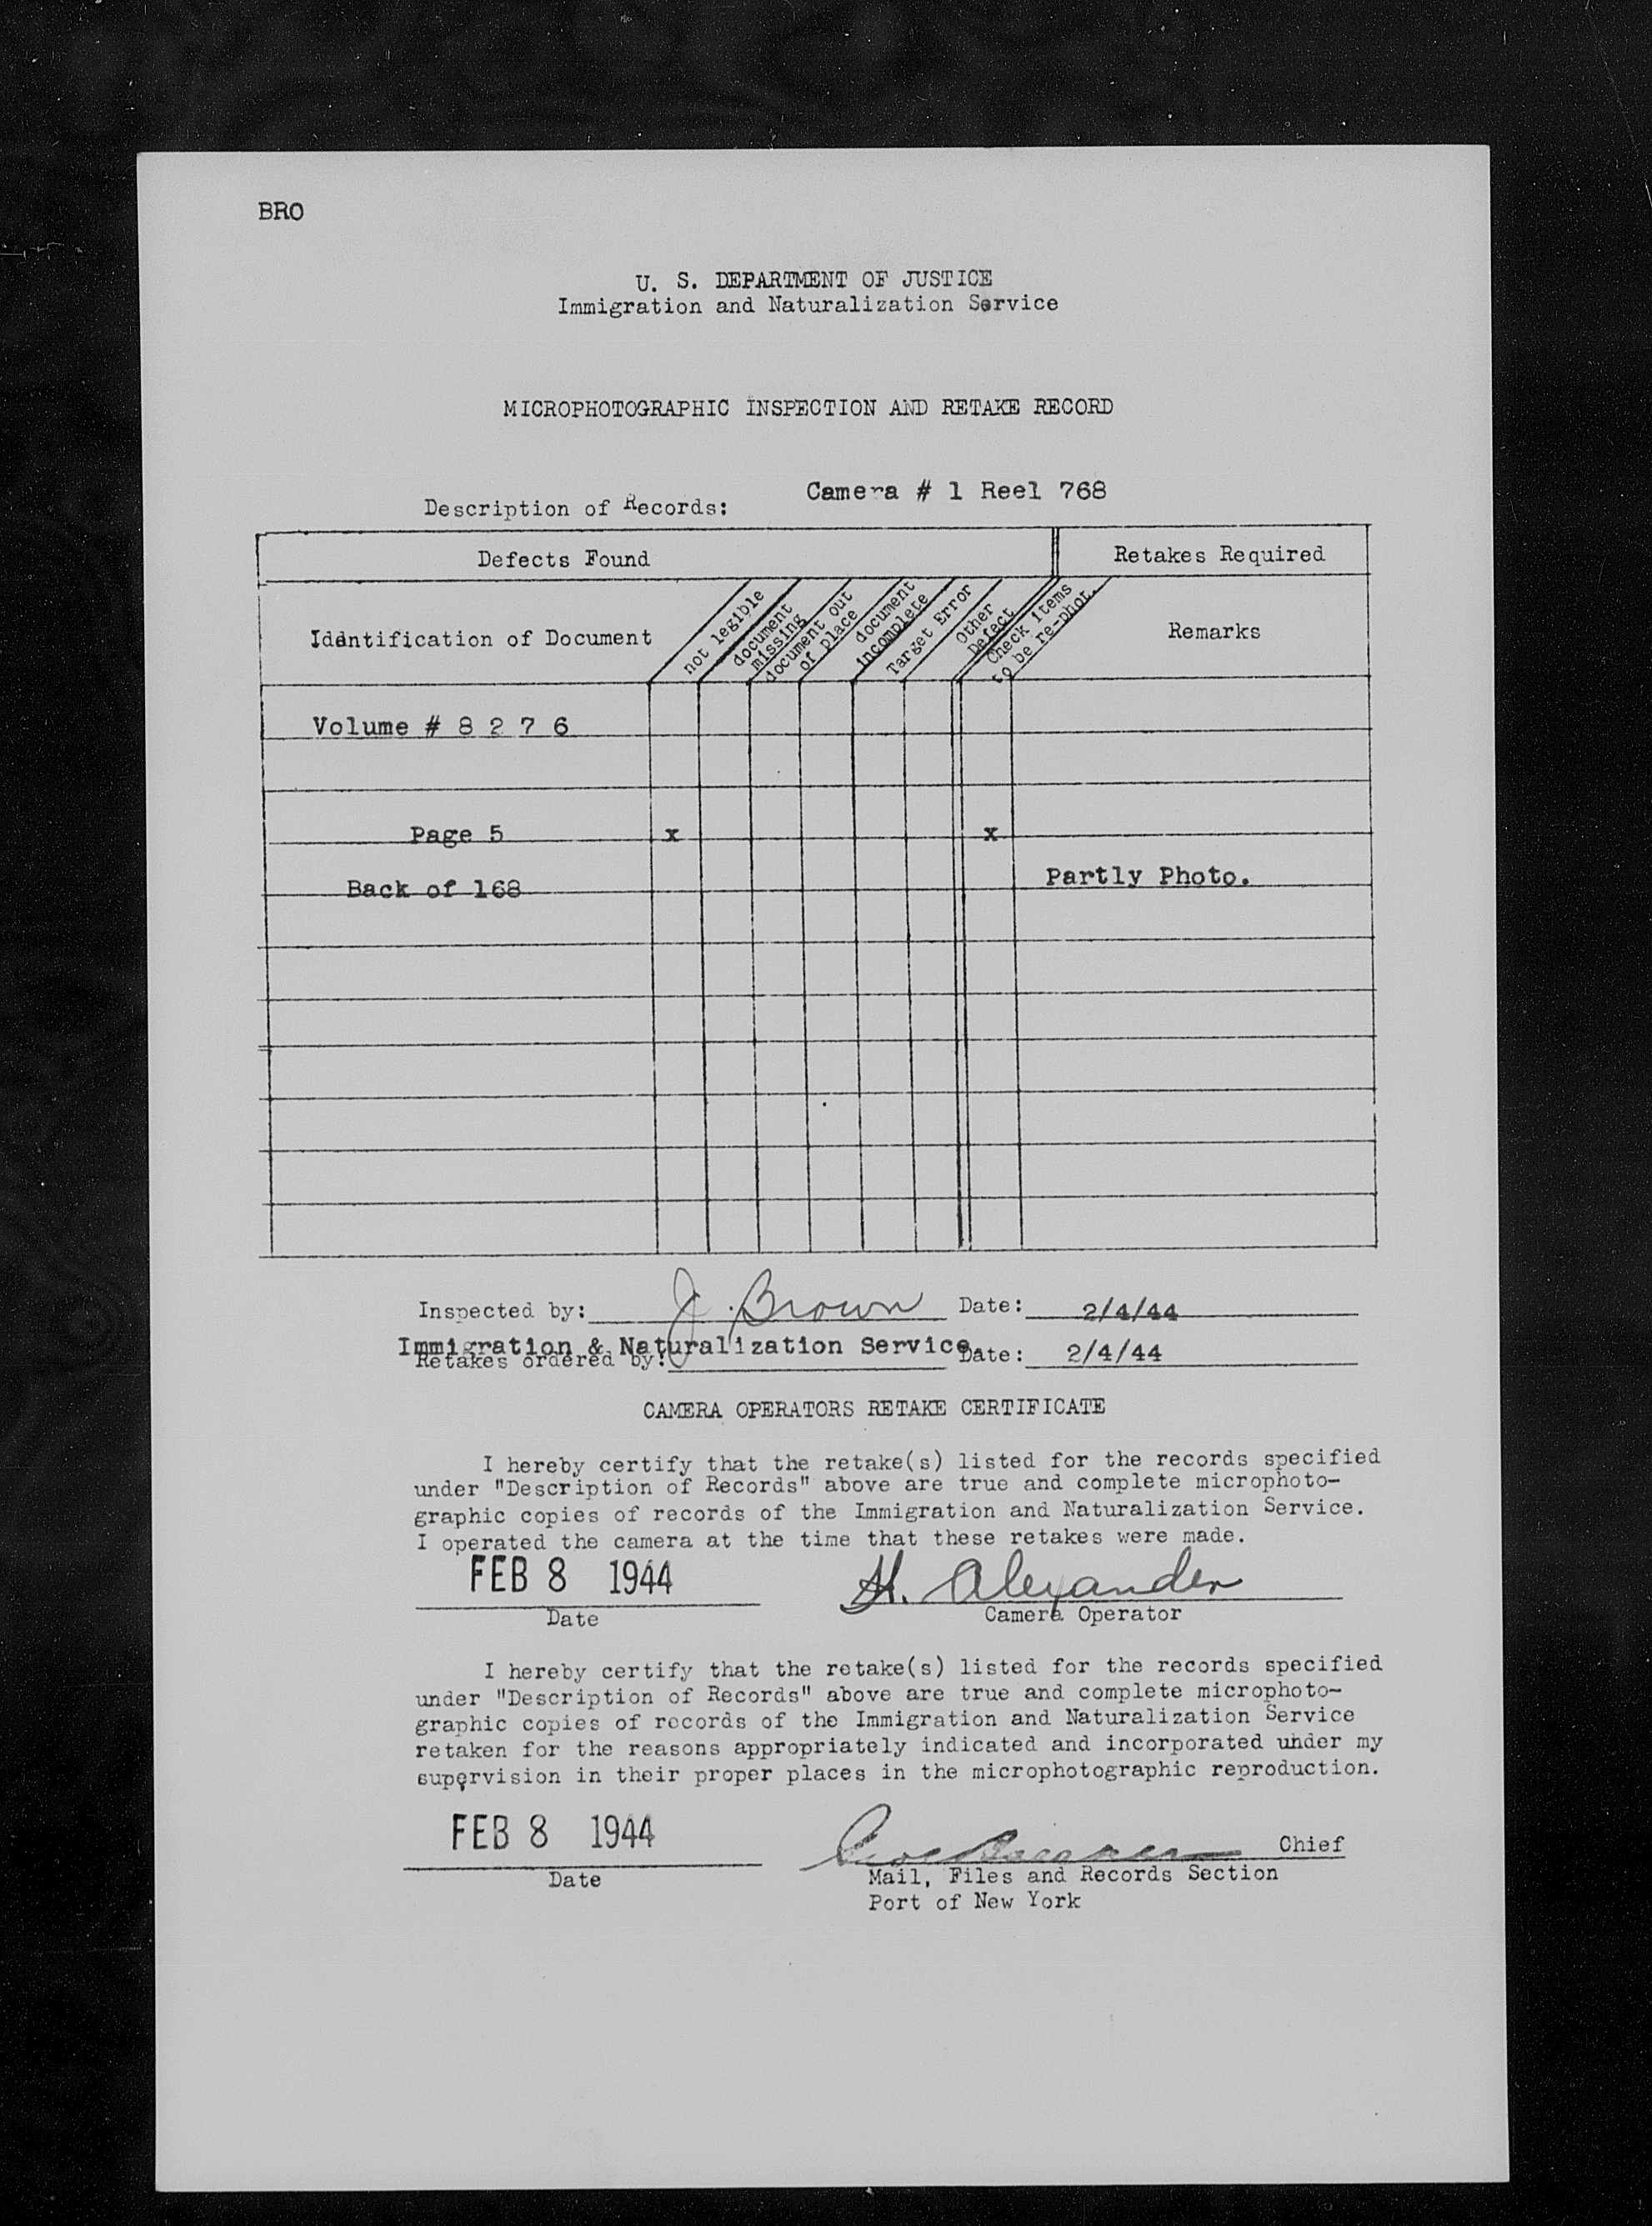 BRO
U. S. DEPARTMENT OF JUSTICE
Immigration and Naturalization Service
MICROPHOTOGRAPHIC INSPECTION AND RETAKE RECORD
Camera # 1 Reel 768
Description of Records:
Defects Found
Retakes Required
Idantification of Document
not legible
document missing
document out of place
document incomplete
Target Error
Other Defect
Check items to be re-phot.
Remarks
Volume # 8 2 7 6
Page 5 x x
Back of 168 Partly Photo.
Inspected by: J. Brown Date: 2/4/44
Immigration & Naturalization Service.
Retakes ordered by: Date: 2/4/44
CAMERA OPERATORS RETAKE CERTIFICATE
I hereby certify that the retake(s) listed for the records specified
under "Description of Records" above are true and complete microphoto-
graphic copies of records of the Immigration and Naturalization Service.
I operated the camera at the time that these retakes were made.
FEB 8 1944 H. Alexander
Date Camera Operator
I hereby certify that the retake(s) listed for the records specified
under "Description of Records" above are true and complete microphoto-
graphic copies of records of the Immigration and Naturalization Service
retaken for the reasons appropriately indicated and incorporated under my
supervision in their proper places in the microphotographic reproduction.
FEB 8 1944 Chief
Date Mail, Files and Records Section
Port of New York